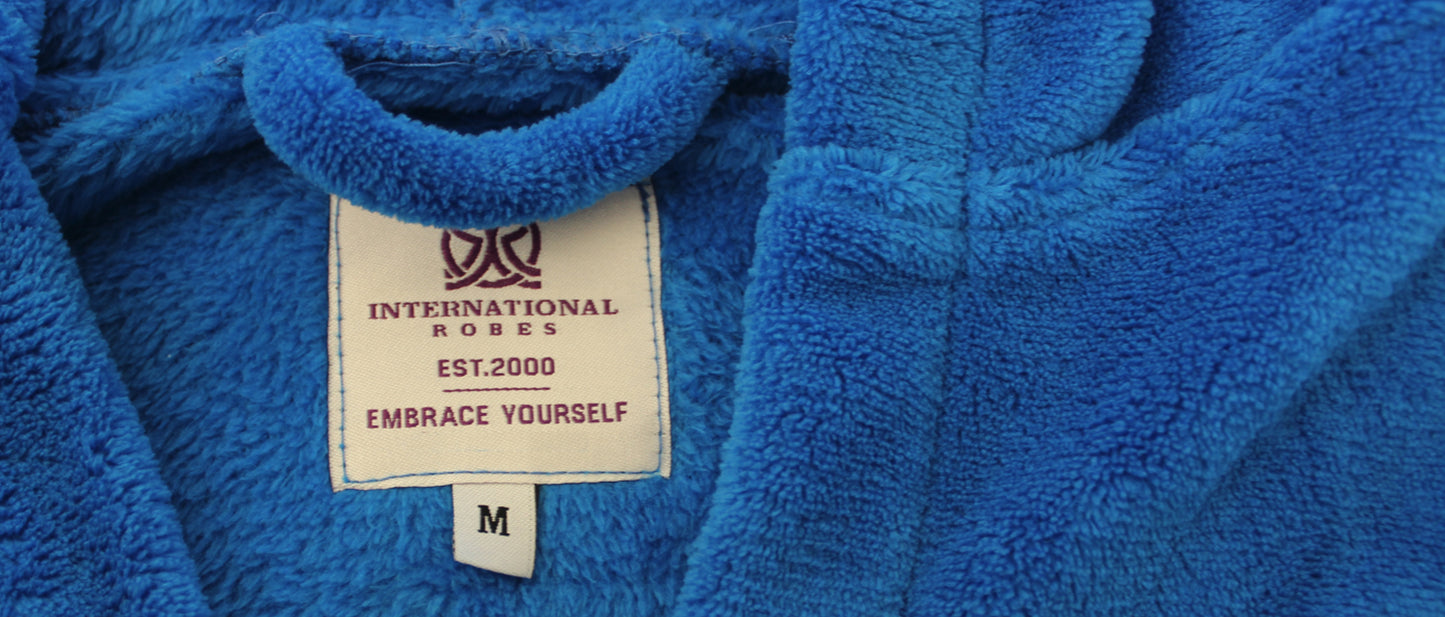 INTERNATIONAL
ROBES
EST.2000
EMBRACE YOURSELF
M